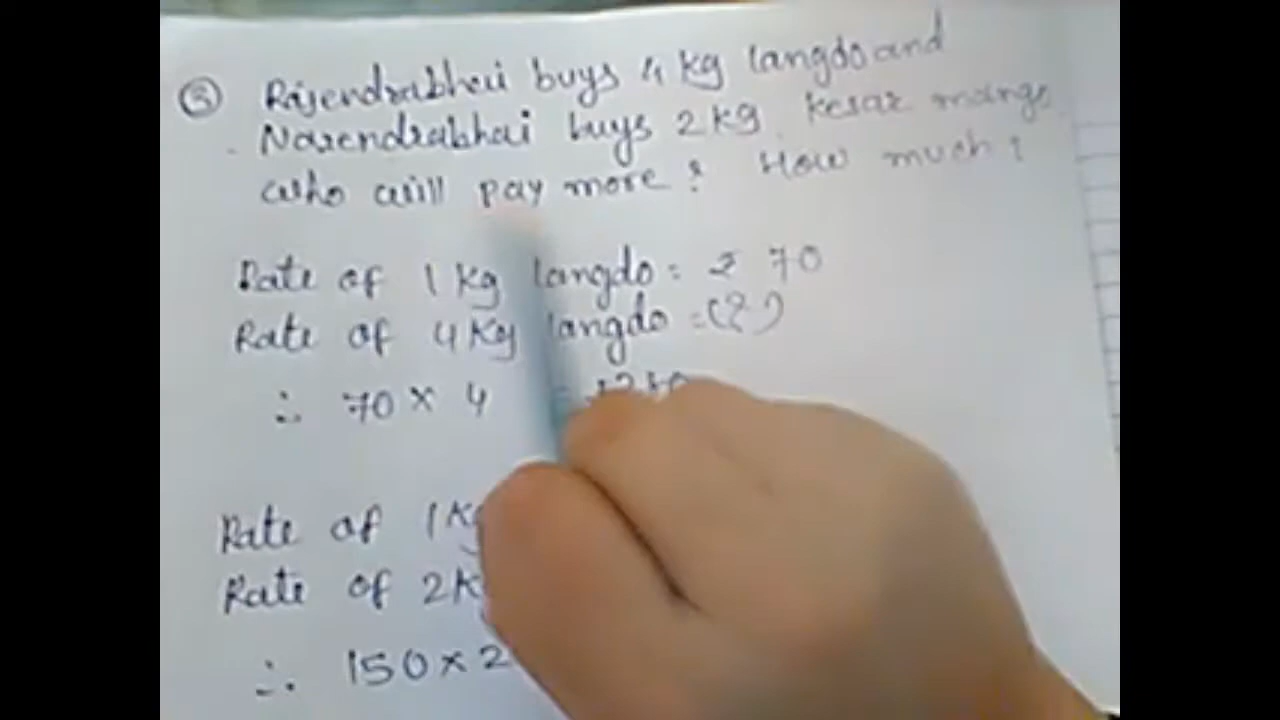 ③ Rajendrabhai buys 4 kg langdo and
Narendrabhai buys 2 kg kesar mango
who will pay more? How much?
Rate of 1 kg langdo = ₹ 70
Rate of 4 kg langdo = (?)
∴ 70 × 4 =
Rate of 1 K
Rate of 2 K
∴ 150 × 2